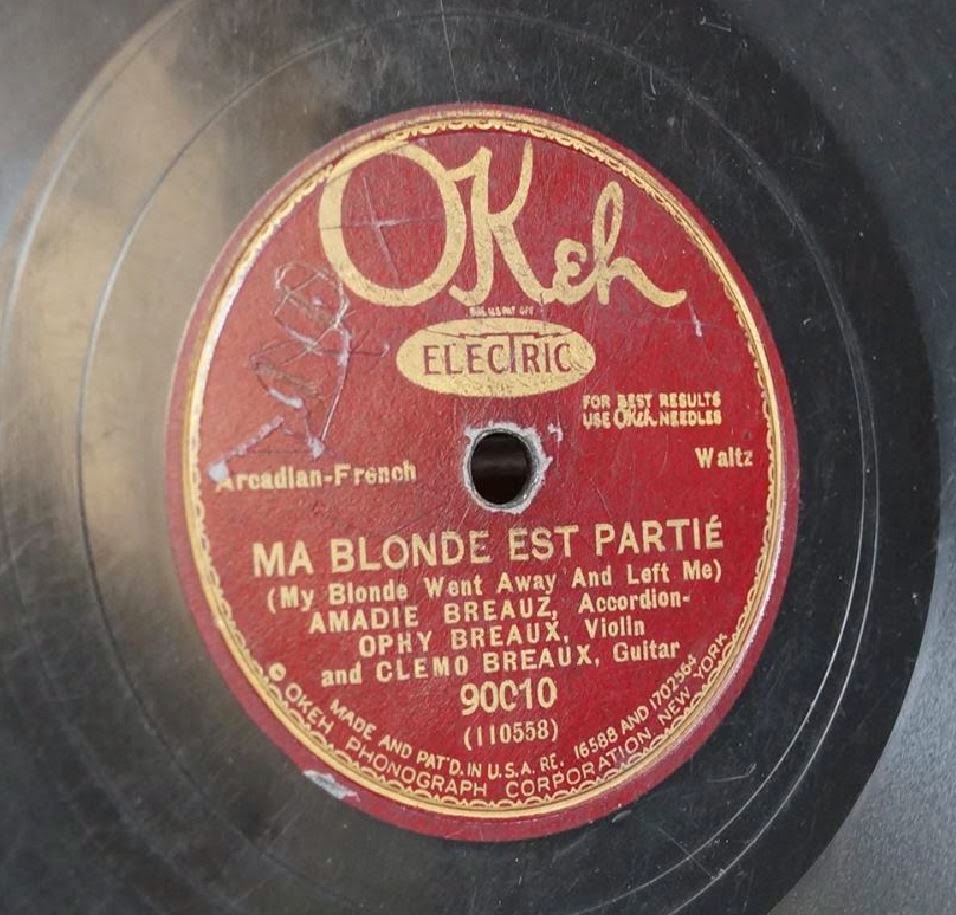 OKeh
ELECTRIC
FOR BEST RESULTS
USE OKeh NEEDLES
Arcadian-French
Waltz
MA BLONDE EST PARTIÉ
(My Blonde Went Away And Left Me)
AMADIE BREAUZ, Accordion-
OPHY BREAUX, Violin
and CLEMO BREAUX, Guitar
90010
(110558)
MADE AND PAT'D. IN U.S.A. RE. 16588 AND 1702564
OKEH PHONOGRAPH CORPORATION NEW YORK